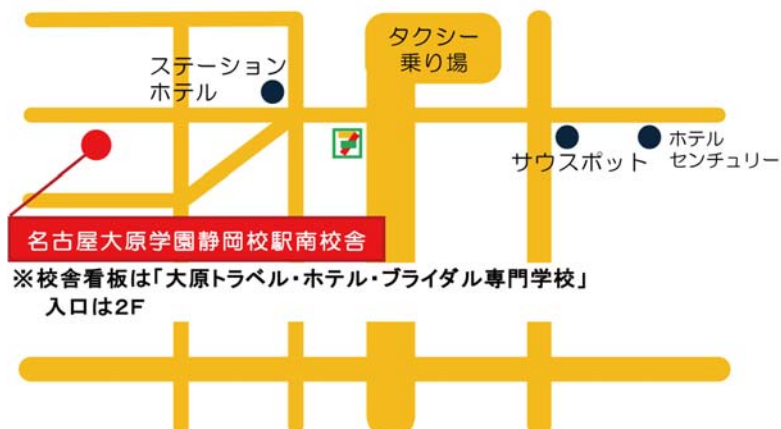 タクシー
乗り場
ステーション
ホテル
サウスポット
ホテル
センチュリー
名古屋大原学園静岡校駅南校舎
※校舎看板は「大原トラベル・ホテル・ブライダル専門学校」
入口は2F